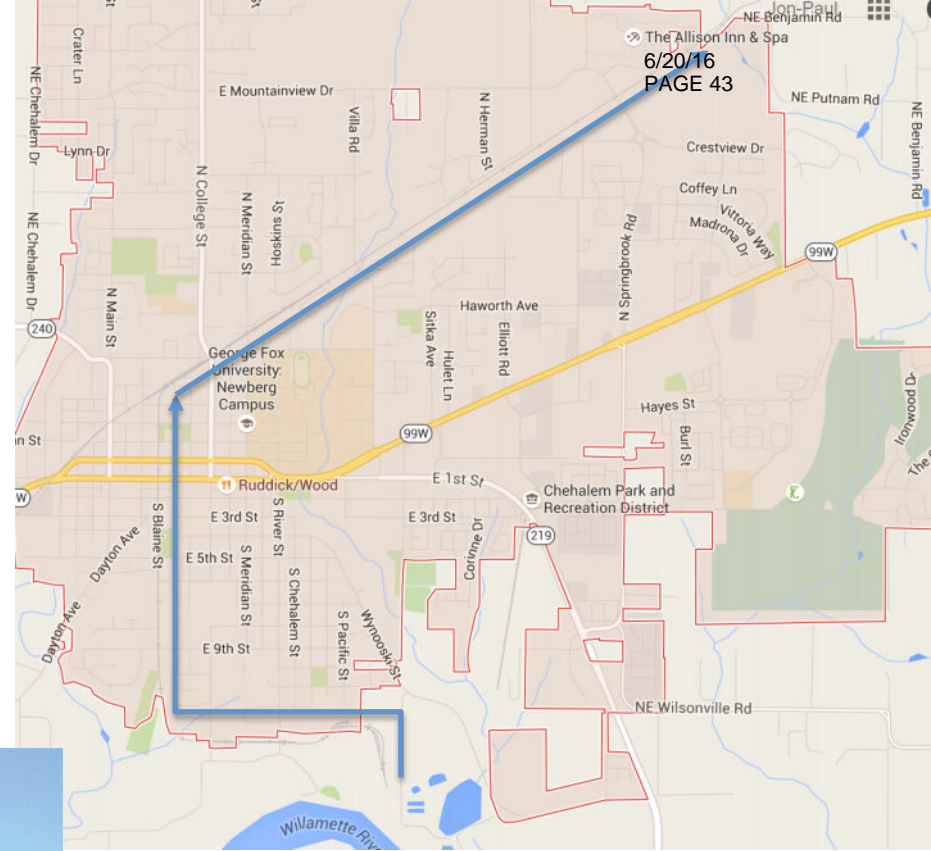 Jon-Paul
NE Benjamin Rd
The Allison Inn & Spa
6/20/16
PAGE 43
Crater Ln
E Mountainview Dr
NE Putnam Rd
NE Chehalem Dr
Villa Rd
N Herman St
NE Benjamin Rd
Lynn Dr
Crestview Dr
N College St
Coffey Ln
N Meridian St
Hoskins St
Vittoria Way
Madrona Dr
NE Chehalem Dr
N Springbrook Rd
99W
N Main St
Haworth Ave
240
Sitka Ave
Elliott Rd
Hulet Ln
George Fox
University:
Newberg
Campus
Hayes St
Ironwood D
99W
Burl St
n St
The
E 1st St
Ruddick/Wood
W
Chehalem Park and
Recreation District
S Blaine St
S River St
E 3rd St
E 3rd St
Corinne Dr
219
Dayton Ave
E 5th St
S Meridian St
S Chehalem St
Dayton Ave
S Pacific St
Wynooski St
E 9th St
NE Wilsonville Rd
Willamette Rive